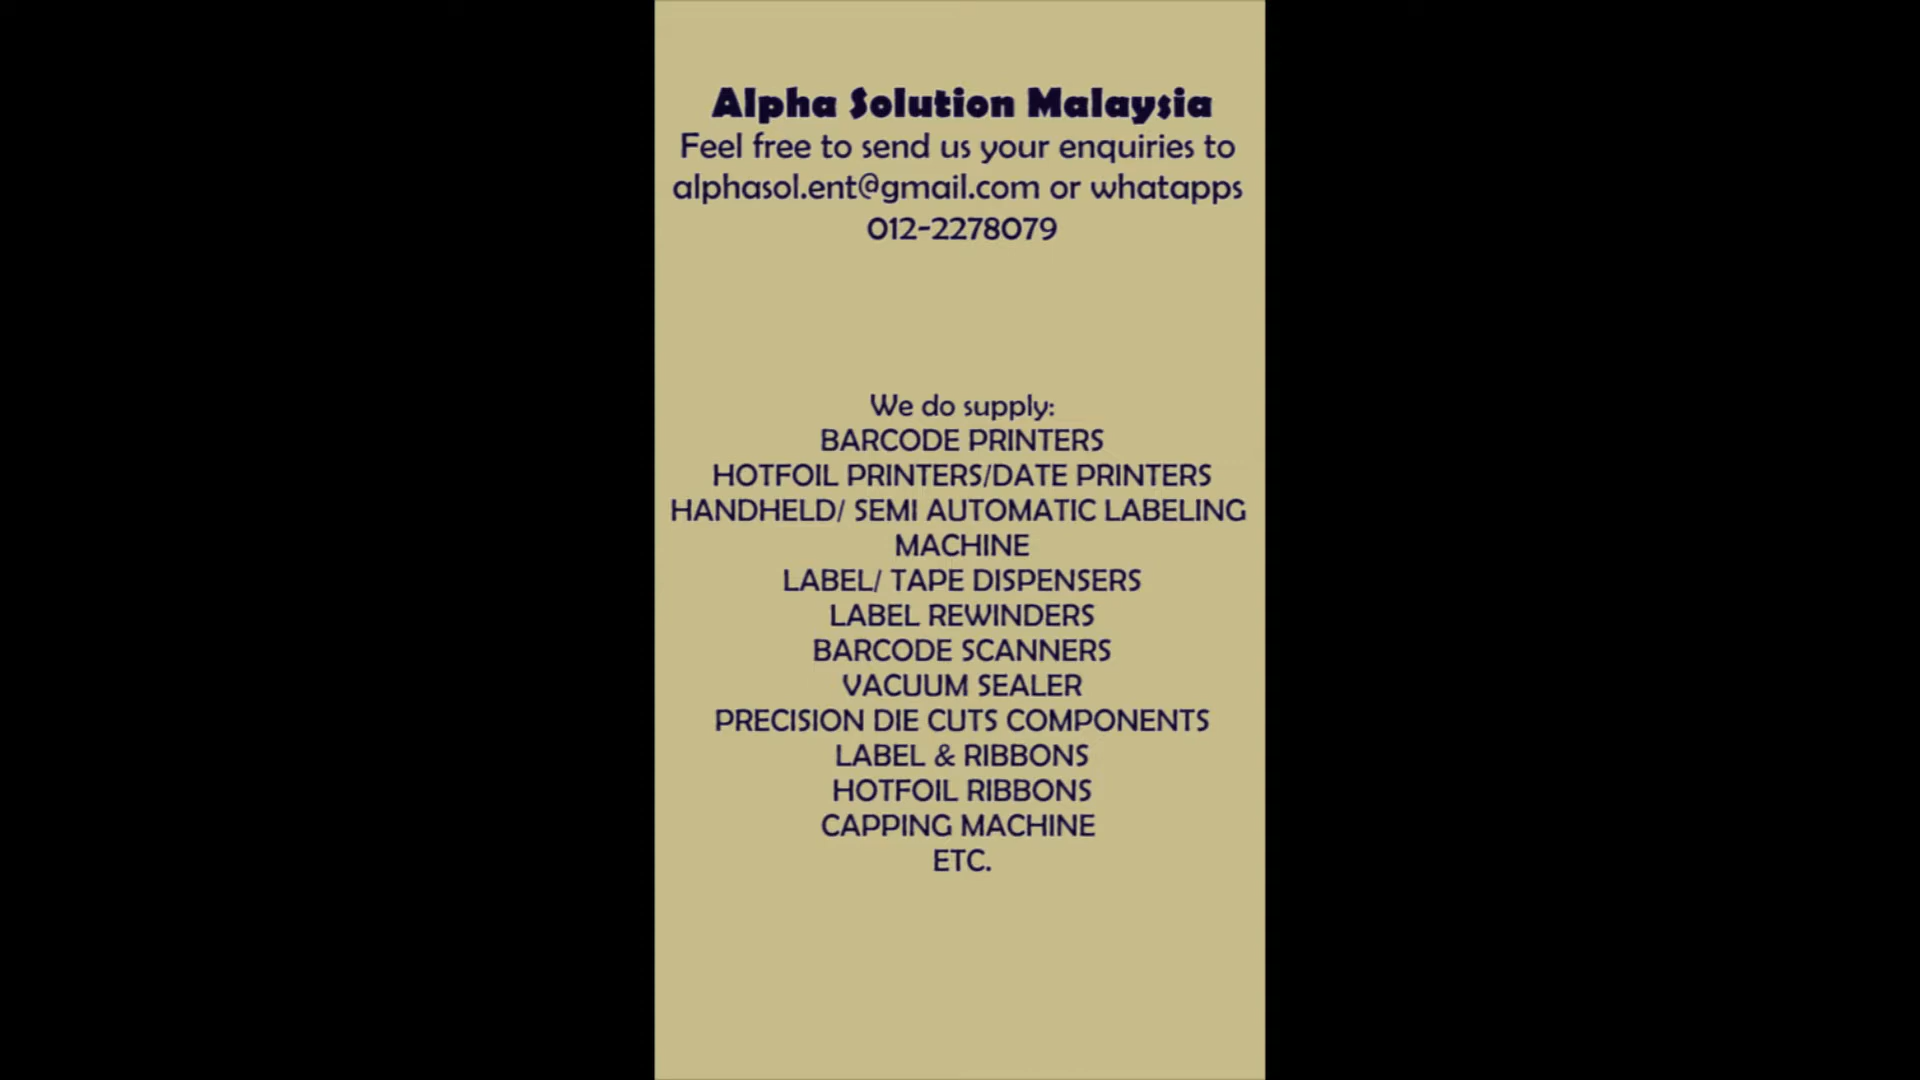 Alpha Solution Malaysia
Feel free to send us your enquiries to
alphasol.ent@gmail.com or whatapps
012-2278079
We do supply:
BARCODE PRINTERS
HOTFOIL PRINTERS/DATE PRINTERS
HANDHELD/ SEMI AUTOMATIC LABELING
MACHINE
LABEL/ TAPE DISPENSERS
LABEL REWINDERS
BARCODE SCANNERS
VACUUM SEALER
PRECISION DIE CUTS COMPONENTS
LABEL & RIBBONS
HOTFOIL RIBBONS
CAPPING MACHINE
ETC.